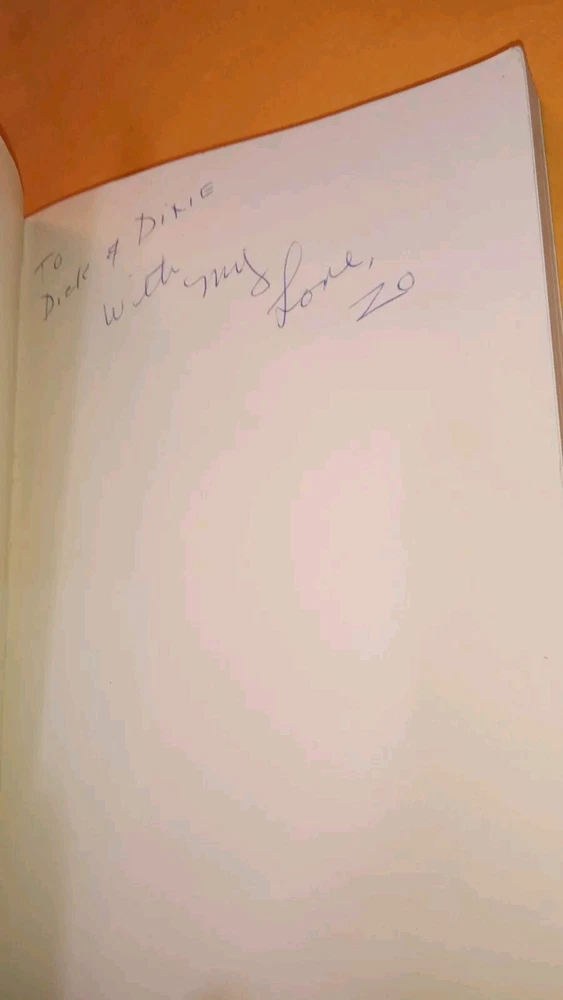 To
Dick & DIXIE
with my Love,
ZO